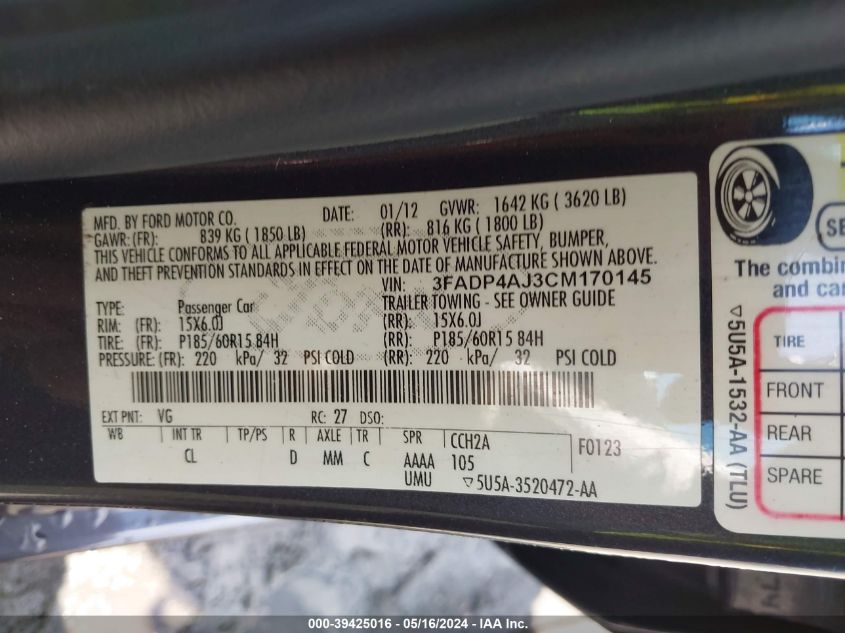 MFD. BY FORD MOTOR CO.
DATE: 01/12 GVWR: 1642 KG ( 3620 LB)
GAWR: (FR): 839 KG ( 1850 LB) (RR): 816 KG ( 1800 LB)
THIS VEHICLE CONFORMS TO ALL APPLICABLE FEDERAL MOTOR VEHICLE SAFETY, BUMPER,
AND THEFT PREVENTION STANDARDS IN EFFECT ON THE DATE OF MANUFACTURE SHOWN ABOVE.
VIN: 3FADP4AJ3CM170145
TYPE: Passenger Car TRAILER TOWING - SEE OWNER GUIDE
RIM: (FR): 15X6.0J (RR): 15X6.0J
TIRE: (FR): P185/60R15 84H (RR): P185/60R15 84H
PRESSURE: (FR): 220 kPa/ 32 PSI COLD (RR): 220 kPa/ 32 PSI COLD
EXT PNT: VG RC: 27 DSO:
WB INT TR TP/PS R AXLE TR SPR CCH2A F0123
CL D MM C AAAA 105
UMU ▽5U5A-3520472-AA
SE
The combin
and car
▽5U5A-1532-AA (TLU)
TIRE
FRONT
REAR
SPARE
000-39425016 - 05/16/2024 - IAA Inc.